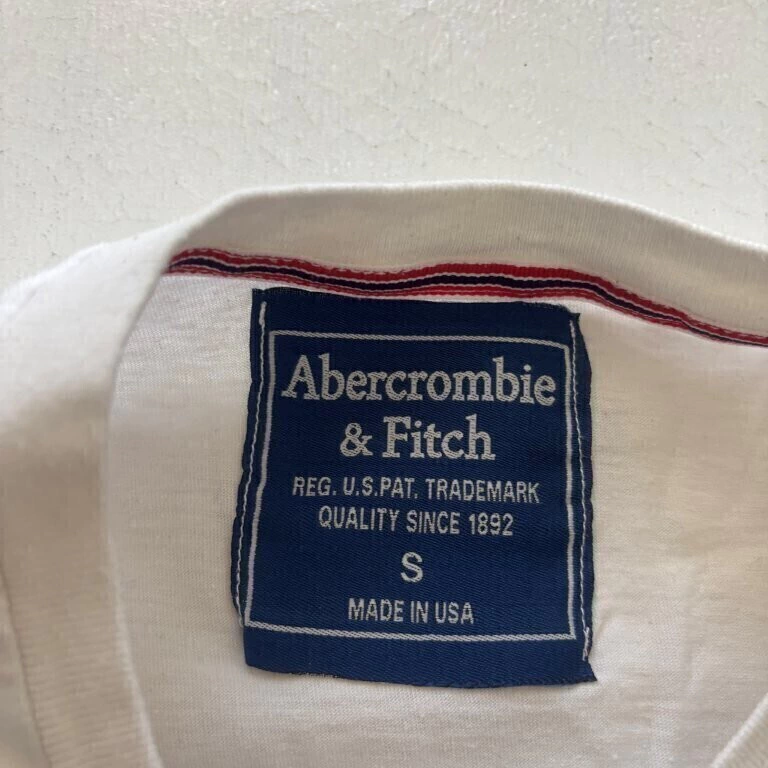 Abercrombie
& Fitch
REG. U.S.PAT. TRADEMARK
QUALITY SINCE 1892
S
MADE IN USA